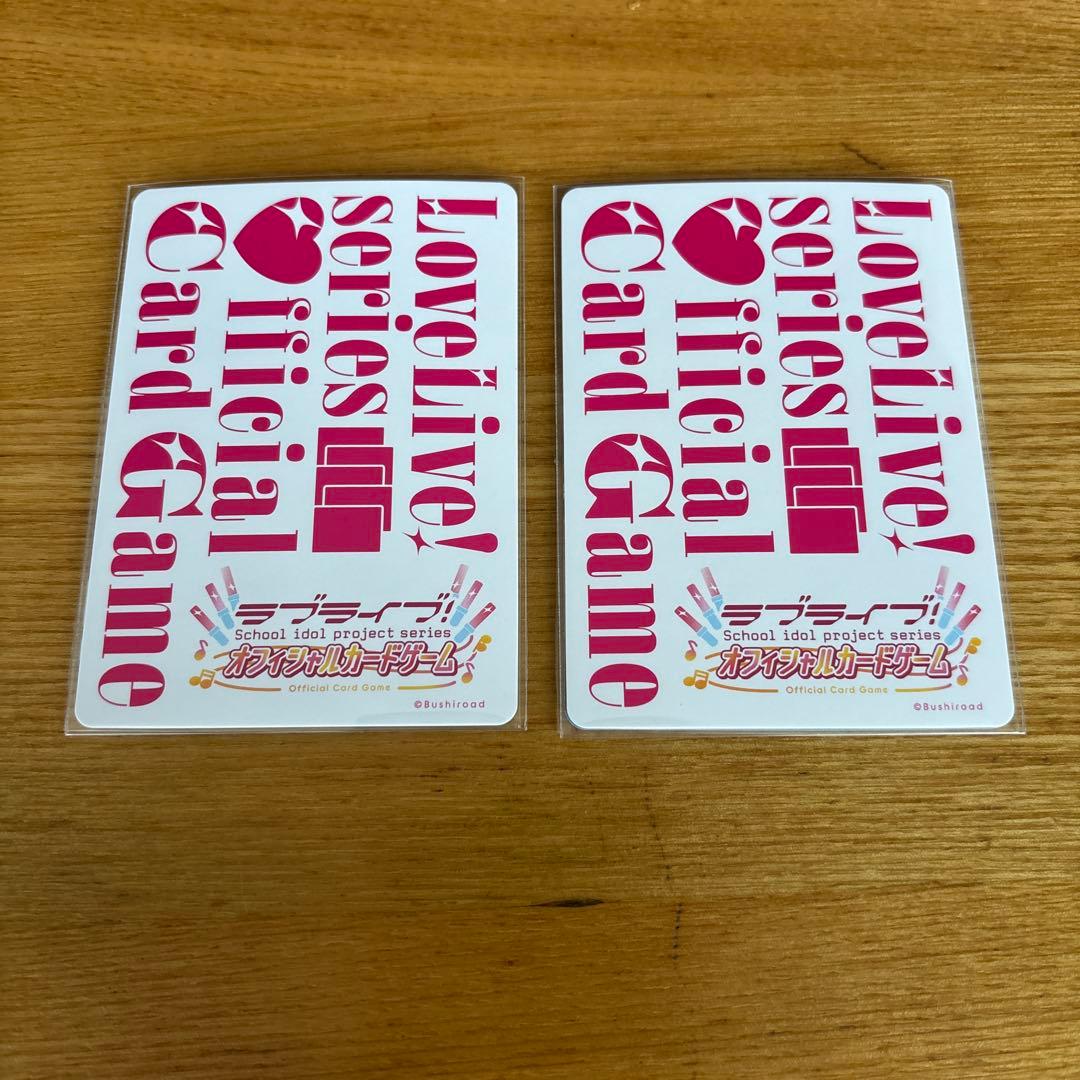 LoveLive!
series
Official
Card Game
ラブライブ!
School idol project series
オフィシャルカードゲーム
Official Card Game
©Bushiroad
LoveLive!
series
Official
Card Game
ラブライブ!
School idol project series
オフィシャルカードゲーム
Official Card Game
©Bushiroad